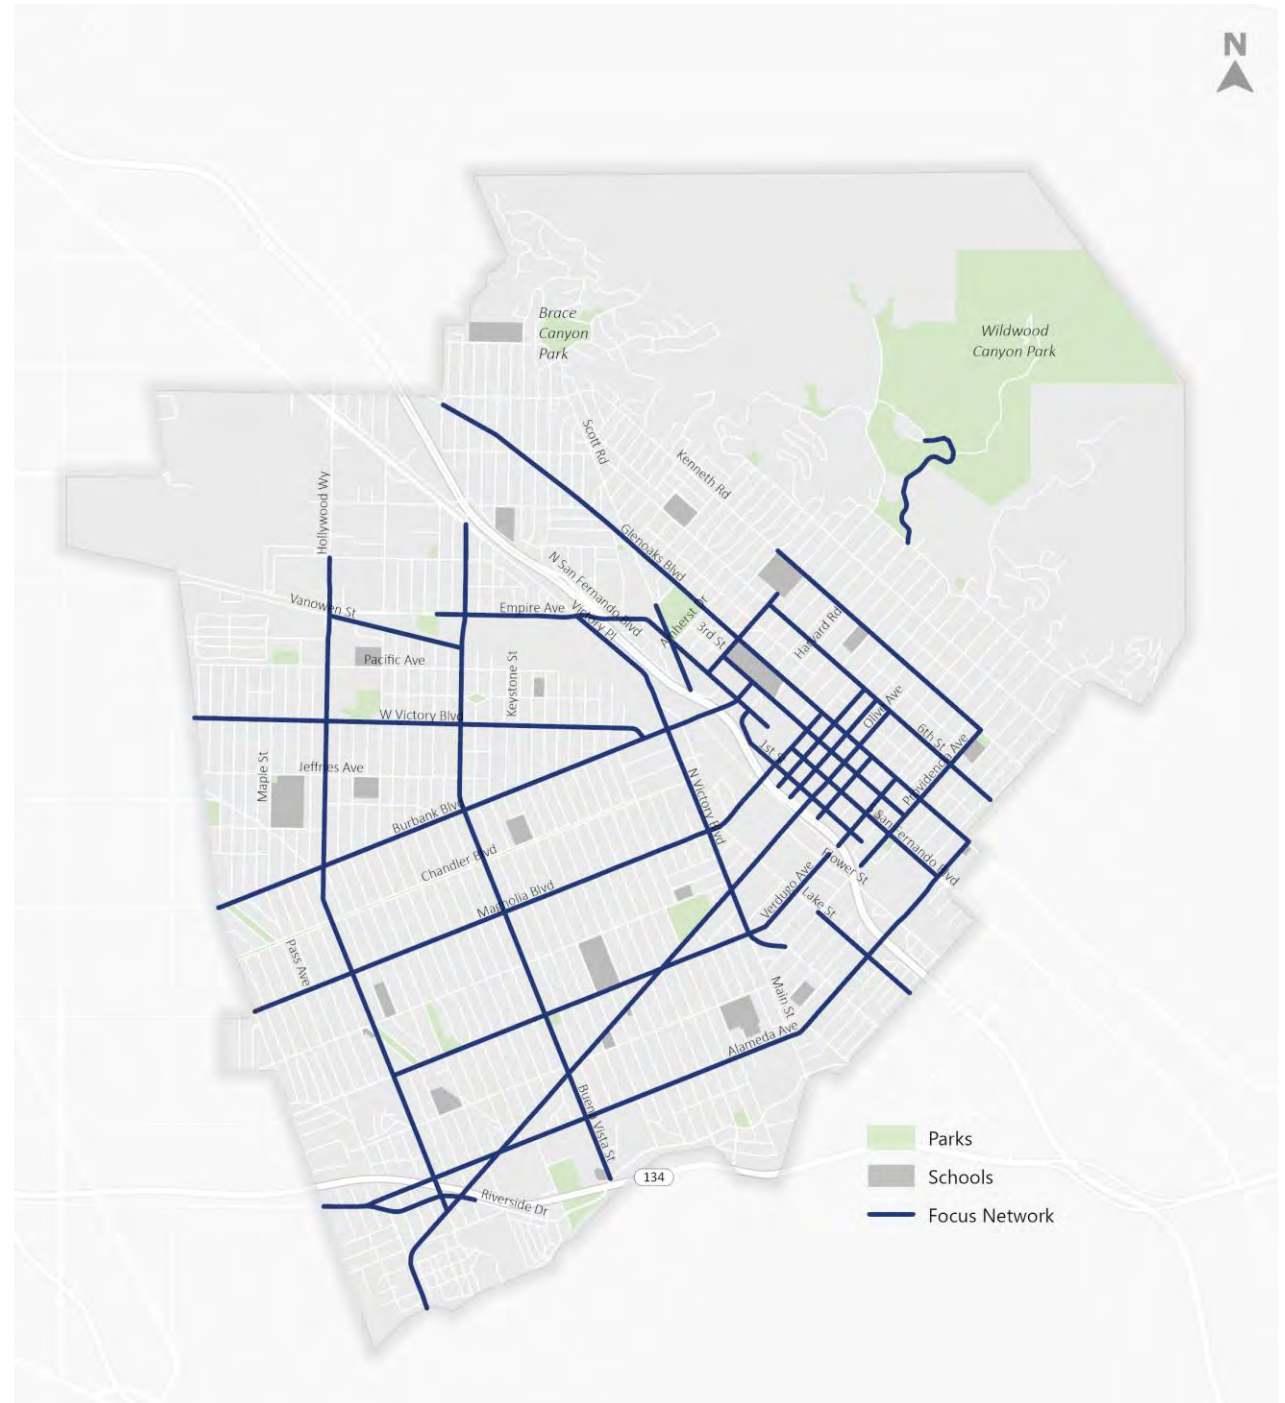 N
Brace
Canyon
Park
Wildwood
Canyon Park
Scott Rd
Kenneth Rd
Hollywood Wy
Glenoaks Blvd
N San Fernando Blvd
Vanowen St
Empire Ave
Victory Pl
Amherst Dr
3rd St
Harvard Rd
Pacific Ave
Keystone St
W Victory Blvd
Olive Ave
6th St
1st St
Maple St
Jeffries Ave
Providencia Ave
N Victory Blvd
Burbank Blvd
San Fernando Blvd
Chandler Blvd
Flower St
Verdugo Ave
Magnolia Blvd
Lake St
Pass Ave
Main St
Alameda Ave
Buena Vista St
134
Riverside Dr
Parks
Schools
Focus Network